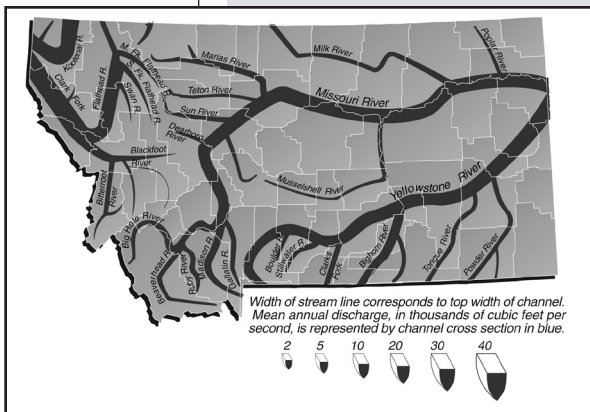 Kootenai R.
Clark Fork
Flathead R.
M. Fk. Flathead R.
S. Fk. Flathead R.
Swan R.
Marias River
Milk River
Poplar River
Teton River
Sun River
Missouri River
Dearborn River
Blackfoot River
Bitterroot River
Musselshell River
Yellowstone River
Big Hole River
Beaverhead R.
Ruby River
Madison R.
Gallatin R.
Boulder R.
Stillwater R.
Clark's Fork
Bighorn River
Tongue River
Powder River
Width of stream line corresponds to top width of channel.
Mean annual discharge, in thousands of cubic feet per
second, is represented by channel cross section in blue.
2 5 10 20 30 40